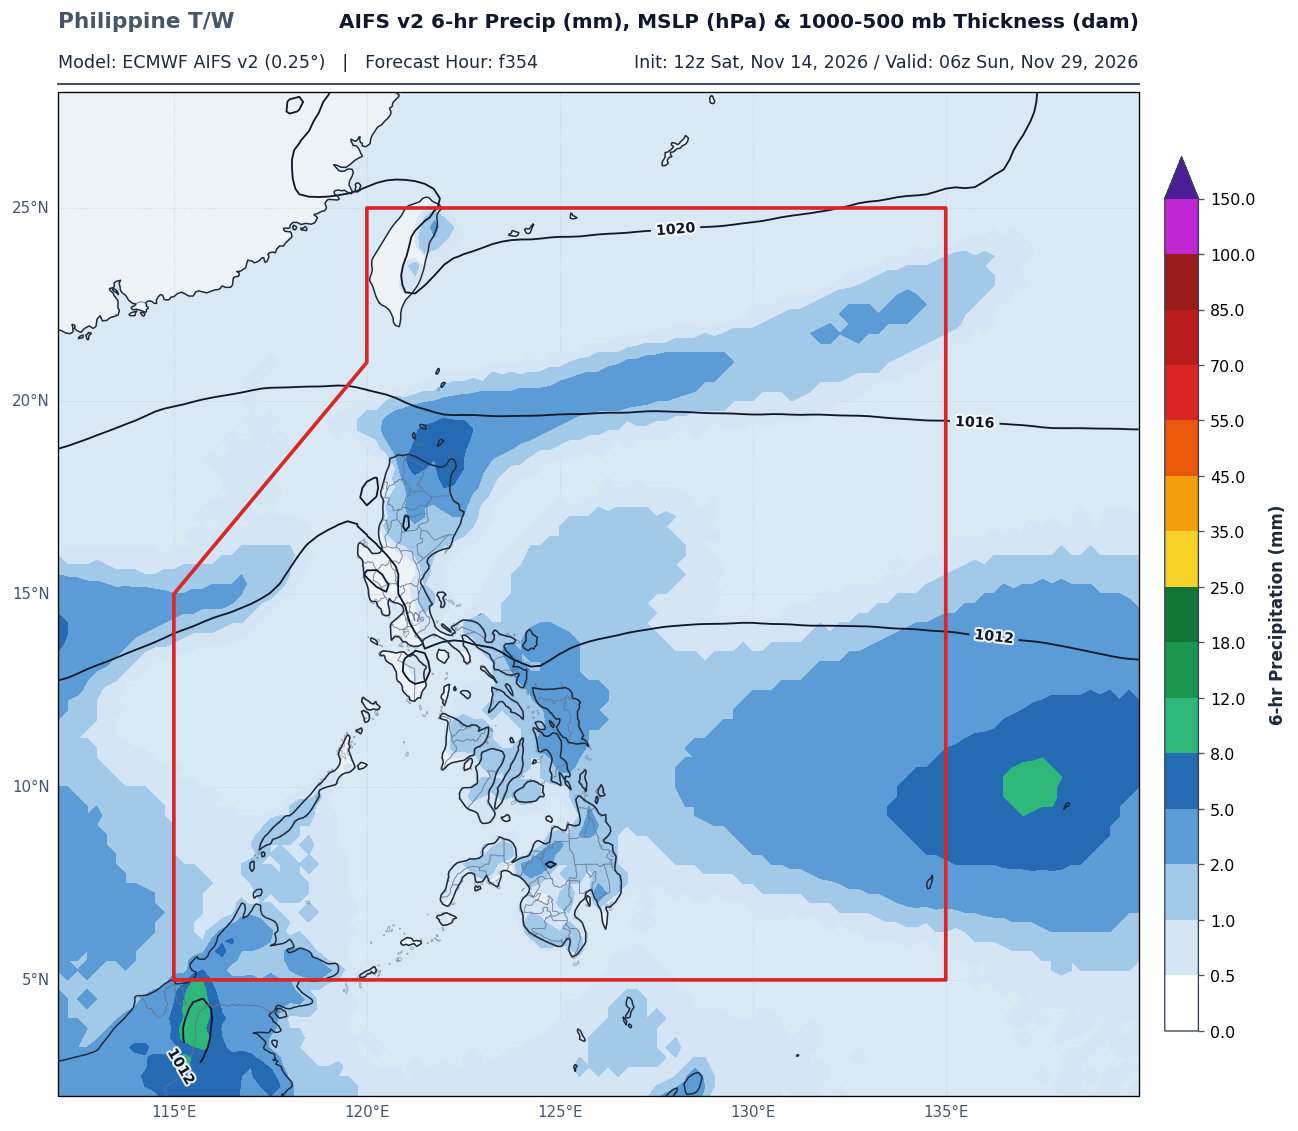 Philippine T/W
AIFS v2 6-hr Precip (mm), MSLP (hPa) & 1000-500 mb Thickness (dam)
Model: ECMWF AIFS v2 (0.25°) | Forecast Hour: f354
Init: 12z Sat, Nov 14, 2026 / Valid: 06z Sun, Nov 29, 2026
25°N
20°N
15°N
10°N
5°N
115°E
120°E
125°E
130°E
135°E
1020
1016
1012
1012
150.0
100.0
85.0
70.0
55.0
45.0
35.0
25.0
18.0
12.0
8.0
5.0
2.0
1.0
0.5
0.0
6-hr Precipitation (mm)